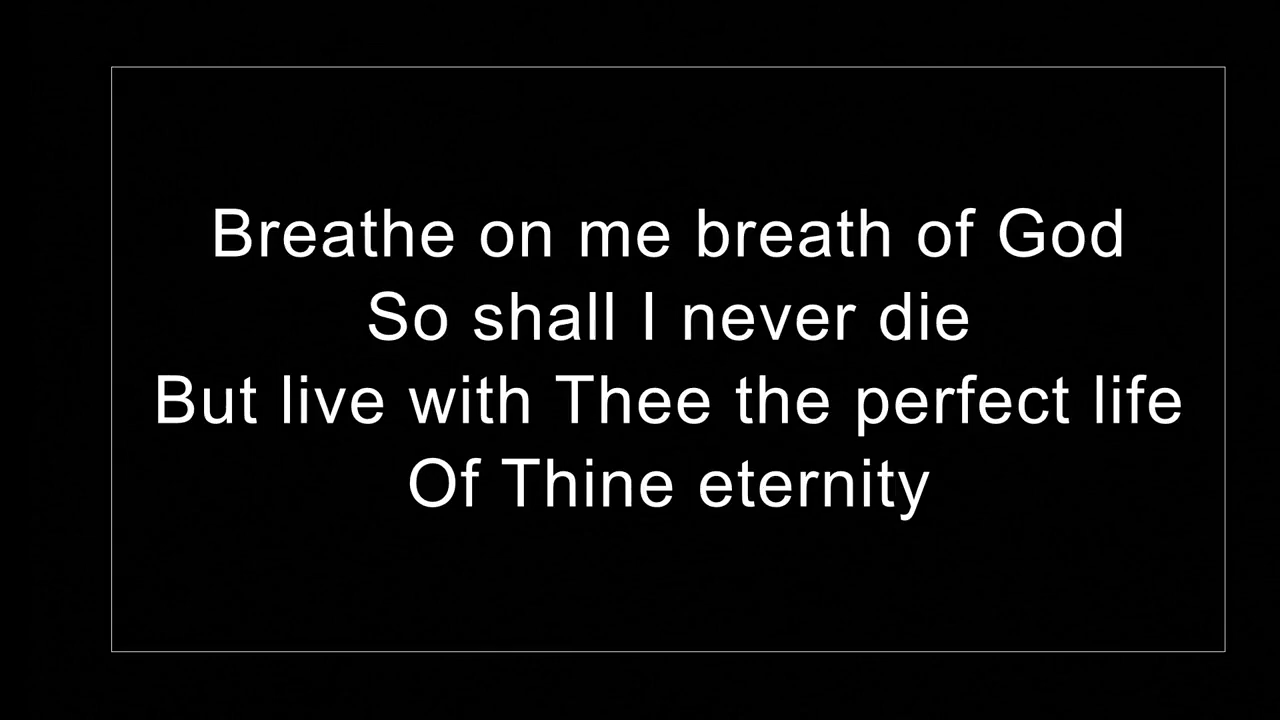 Breathe on me breath of God
So shall I never die
But live with Thee the perfect life
Of Thine eternity